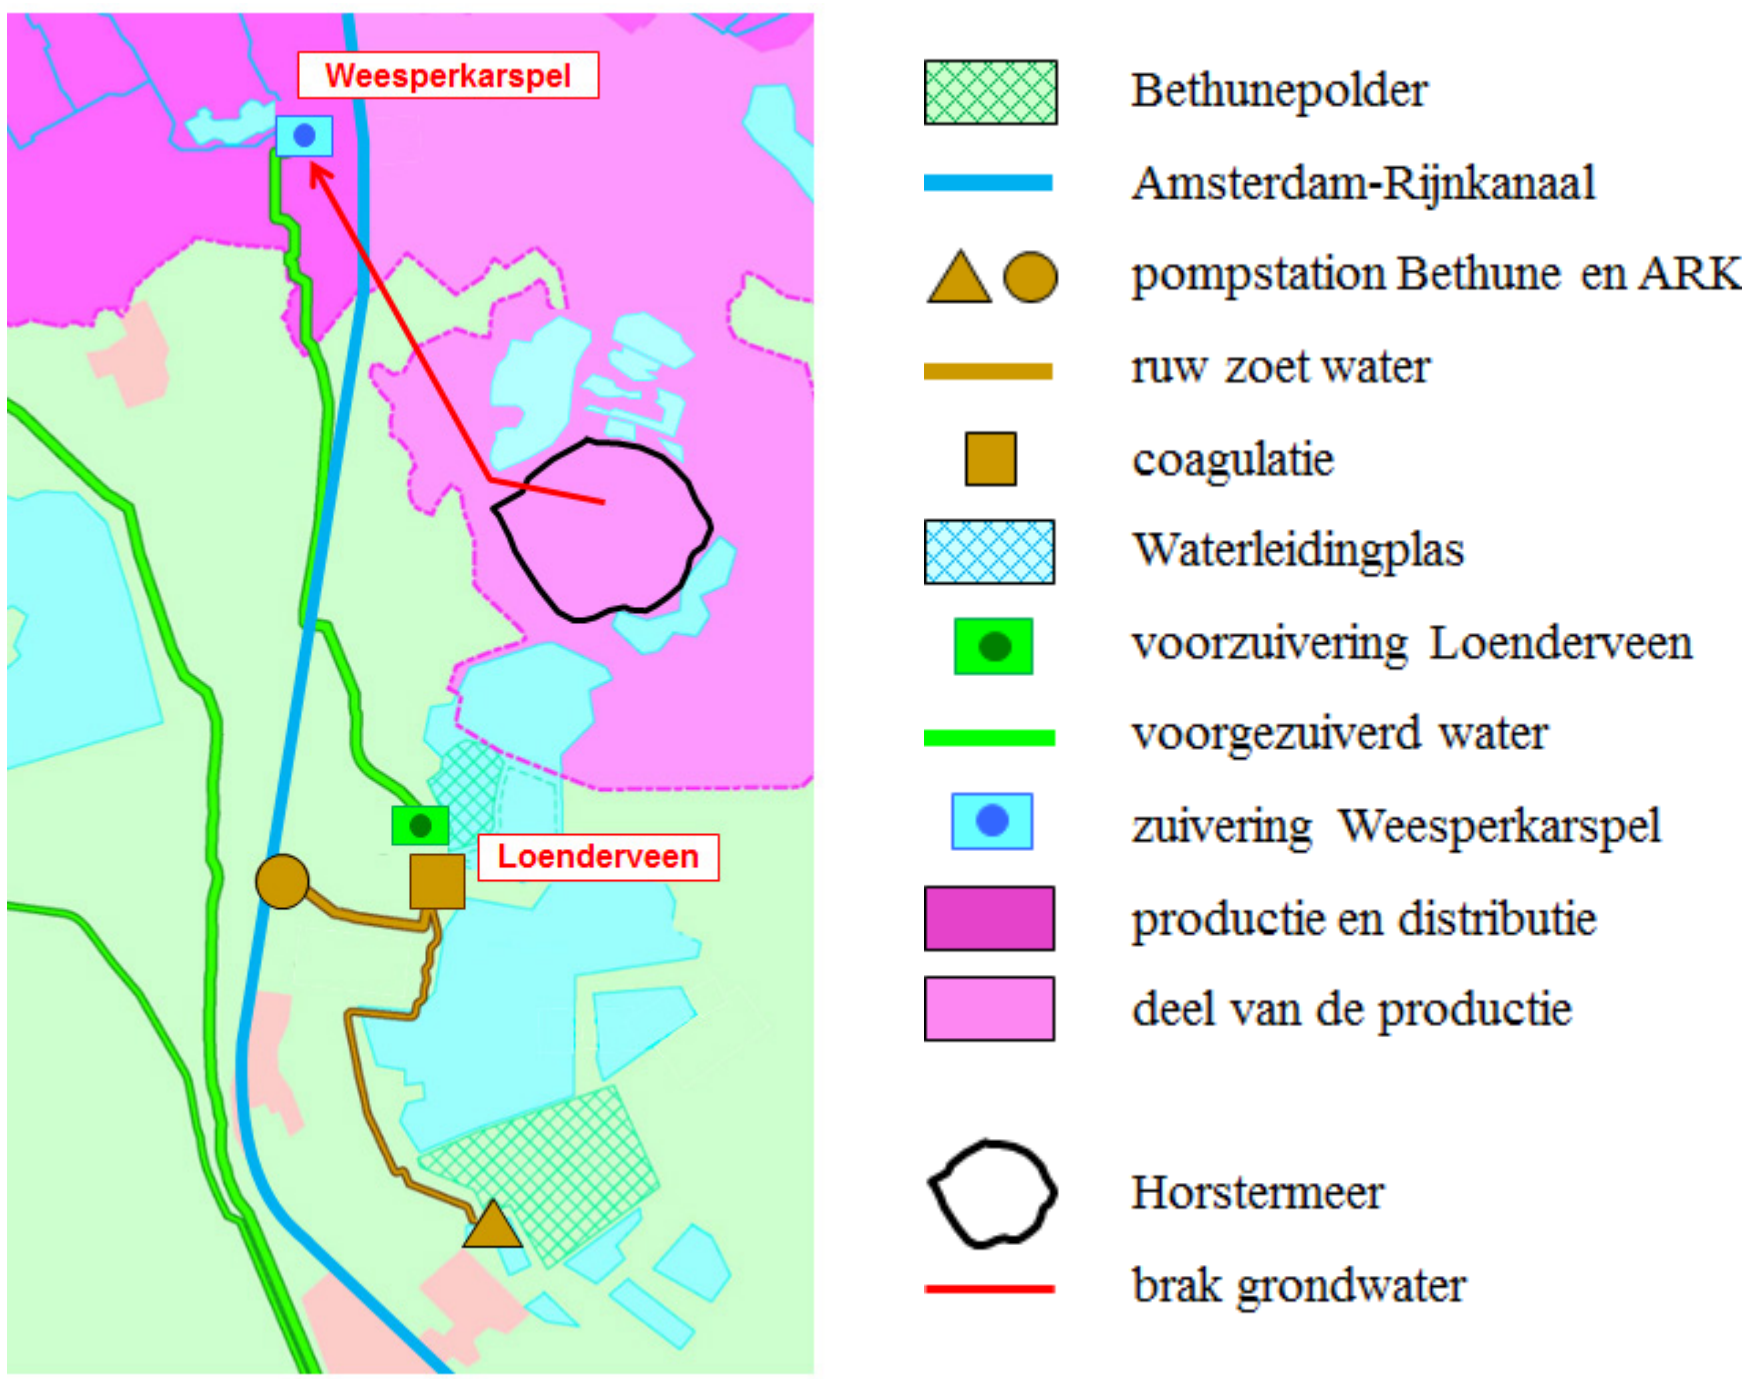 Weesperkarspel
Loenderveen
Bethunepolder
Amsterdam-Rijnkanaal
pompstation Bethune en ARK
ruw zoet water
coagulatie
Waterleidingplas
voorzuivering Loenderveen
voorgezuiverd water
zuivering Weesperkarspel
productie en distributie
deel van de productie
Horstermeer
brak grondwater